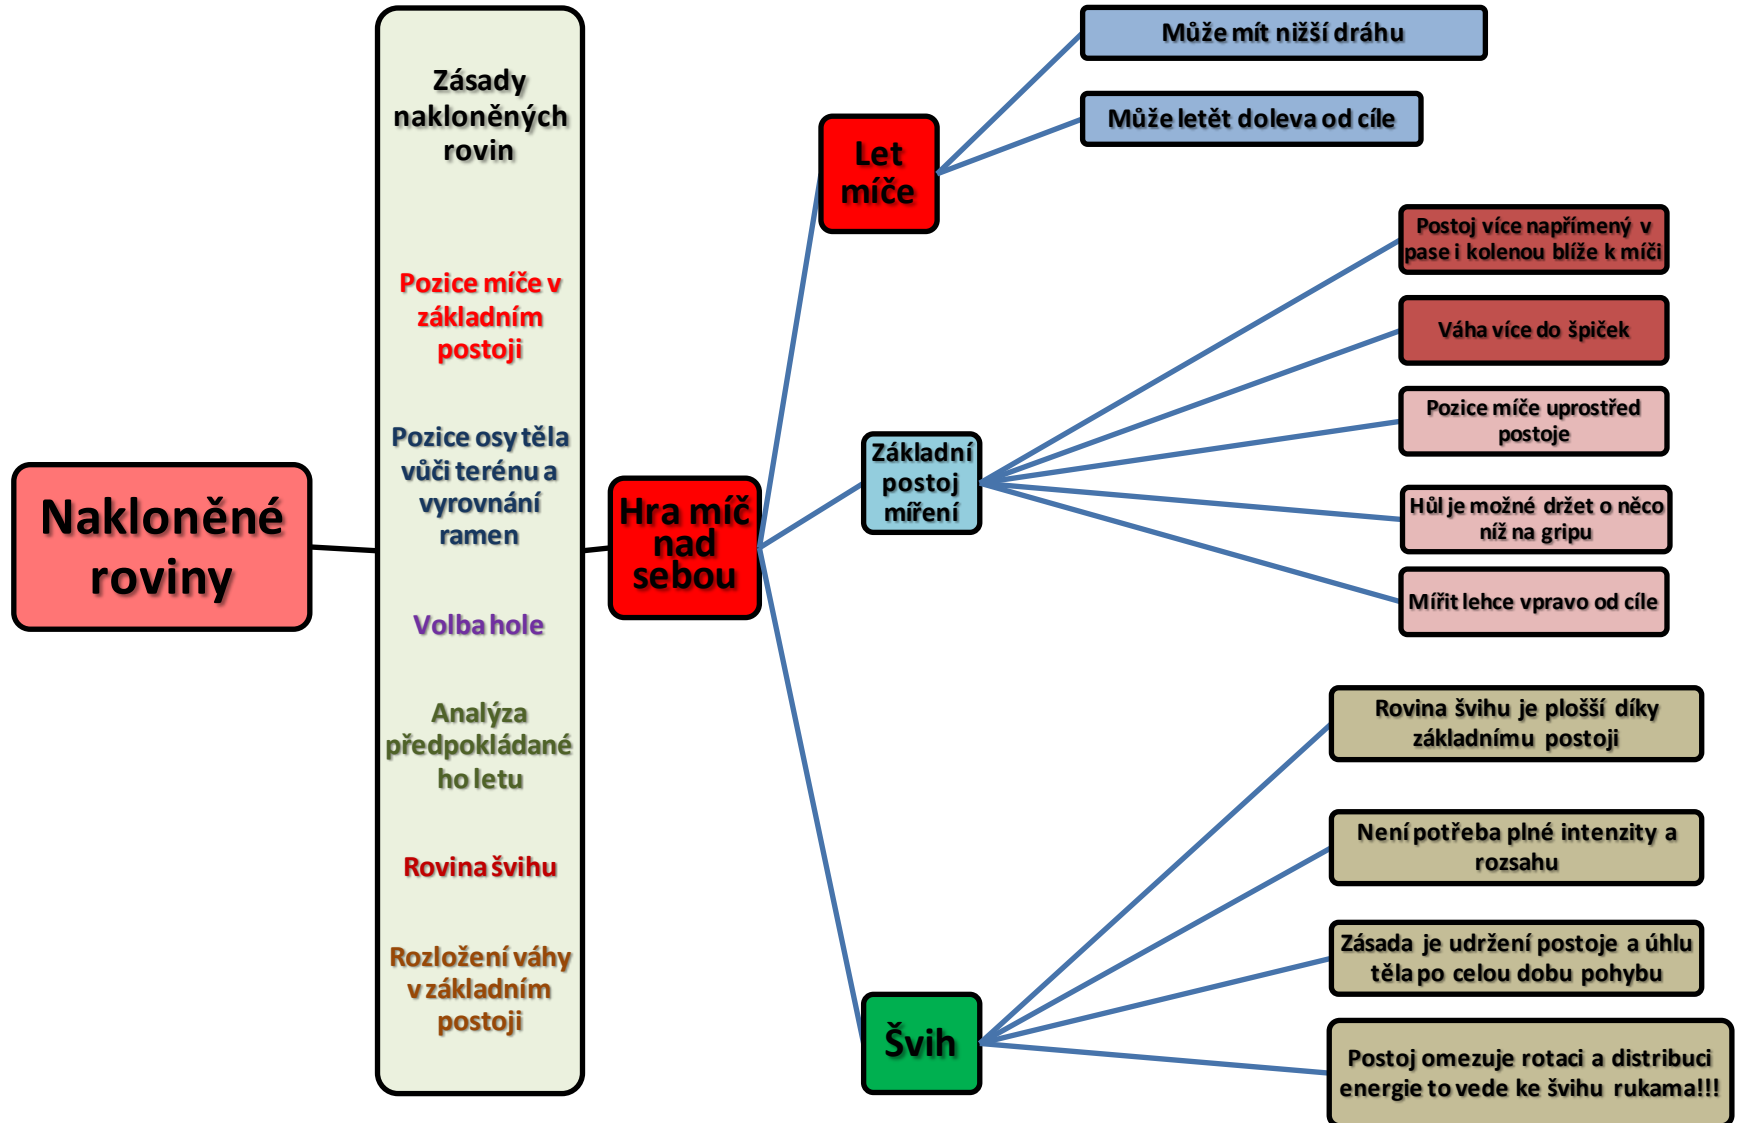 Nakloněné
roviny
Zásady
nakloněných
rovin
Pozice míče v
základním
postoji
Pozice osy těla
vůči terénu a
vyrovnání
ramen
Volba hole
Analýza
předpokládané
ho letu
Rovina švihu
Rozložení váhy
v základním
postoji
Hra míč
nad
sebou
Let
míče
Může mít nižší dráhu
Může letět doleva od cíle
Základní
postoj
míření
Postoj více napřímený v
pase i kolenou blíže k míči
Váha více do špiček
Pozice míče uprostřed
postoje
Hůl je možné držet o něco
níž na gripu
Mířit lehce vpravo od cíle
Švih
Rovina švihu je plošší díky
základnímu postoji
Není potřeba plné intenzity a
rozsahu
Zásada je udržení postoje a úhlu
těla po celou dobu pohybu
Postoj omezuje rotaci a distribuci
energie to vede ke švihu rukama!!!